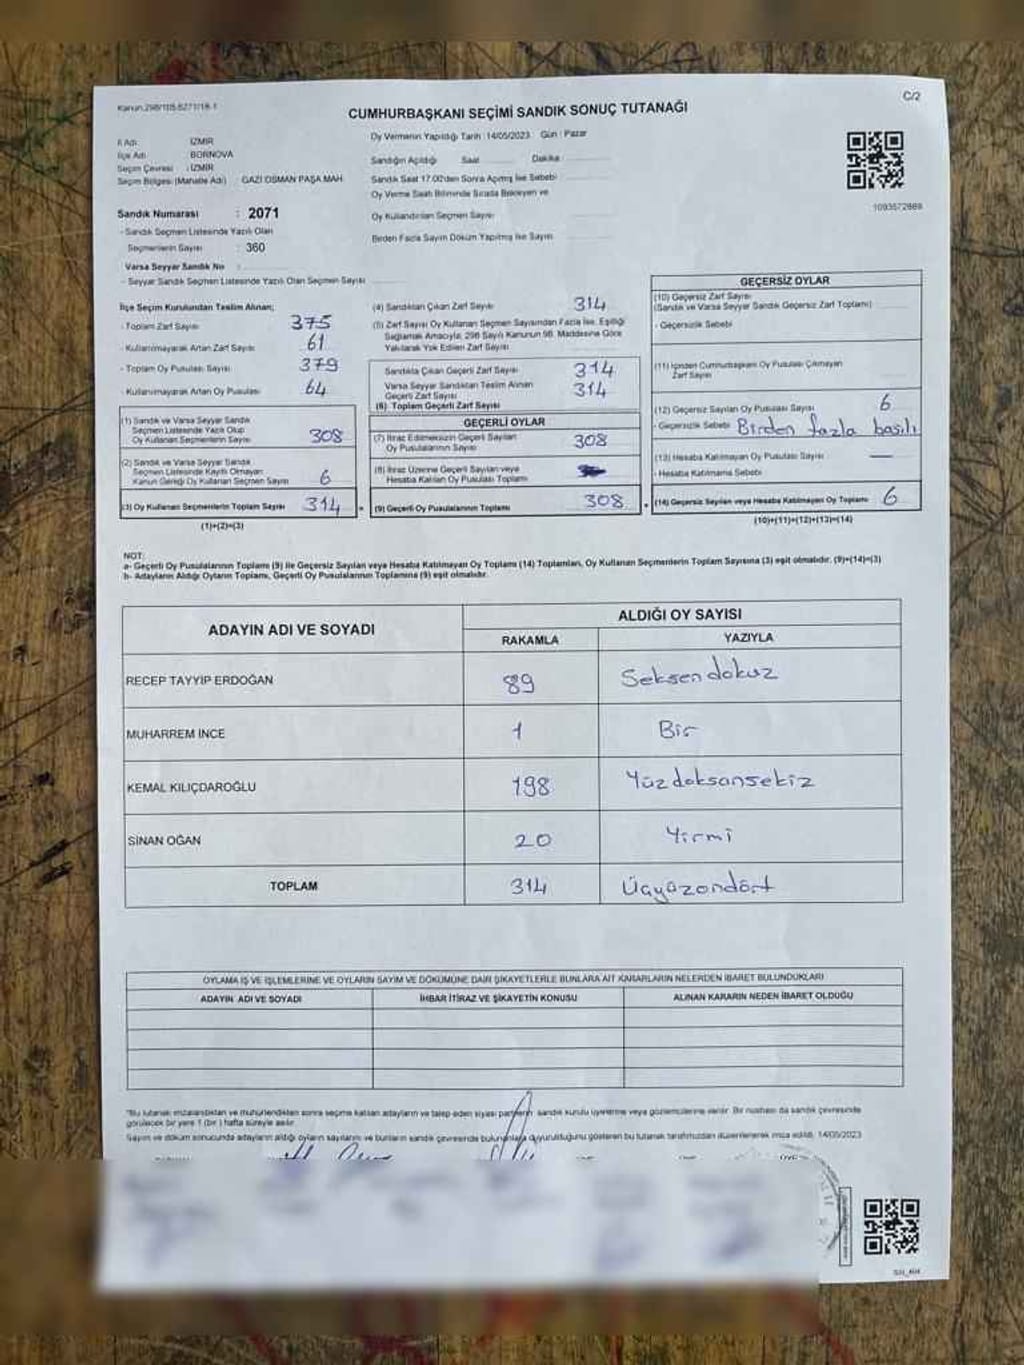 Kanun.298/105.6271/18-1
C/2
CUMHURBAŞKANI SEÇİMİ SANDIK SONUÇ TUTANAĞI
İl Adı İZMİR
İlçe Adı BORNOVA
Seçim Çevresi : İZMİR
Seçim Bölgesi (Mahalle Adı) GAZİ OSMAN PAŞA MAH.
Sandık Numarası : 2071
- Sandık Seçmen Listesinde Yazılı Olan
Seçmenlerin Sayısı : 360
Varsa Seyyar Sandık No :
- Seyyar Sandık Seçmen Listesinde Yazılı Olan Seçmen Sayısı
Oy Vermenin Yapıldığı Tarih :14/05/2023 Gün : Pazar
Sandığın Açıldığı Saat Dakika
Sandık Saat 17.00'den Sonra Açılmış İse Sebebi
Oy Verme Saati Bitiminde Sırada Bekleyen ve
Oy Kullandırılan Seçmen Sayısı
Birden Fazla Sayım Döküm Yapılmış İse Sayısı
1093572869
İlçe Seçim Kurulundan Teslim Alınan;
- Toplam Zarf Sayısı 375
- Kullanılmayarak Artan Zarf Sayısı 61
- Toplam Oy Pusulası Sayısı 379
- Kullanılmayarak Artan Oy Pusulası 64
(1) Sandık ve Varsa Seyyar Sandık
Seçmen Listesinde Yazılı Olup
Oy Kullanan Seçmenlerin Sayısı 308
(2) Sandık ve Varsa Seyyar Sandık
Seçmen Listesinde Kayıtlı Olmayan
Kanun Gereği Oy Kullanan Seçmen Sayısı 6
(3) Oy Kullanan Seçmenlerin Toplam Sayısı 314
(1)+(2)=(3)
(4) Sandıktan Çıkan Zarf Sayısı 314
(5) Zarf Sayısı Oy Kullanan Seçmen Sayısından Fazla İse, Eşitliği
Sağlamak Amacıyla, 298 Sayılı Kanunun 98. Maddesine Göre
Yakılarak Yok Edilen Zarf Sayısı
Sandıkta Çıkan Geçerli Zarf Sayısı 314
Varsa Seyyar Sandıktan Teslim Alınan
Geçerli Zarf Sayısı 314
(6) Toplam Geçerli Zarf Sayısı
GEÇERLİ OYLAR
(7) İtiraz Edilmeksizin Geçerli Sayılan
Oy Pusulalarının Sayısı 308
(8) İtiraz Üzerine Geçerli Sayılan veya
Hesaba Katılan Oy Pusulası Toplamı
(9) Geçerli Oy Pusulalarının Toplamı 308
GEÇERSİZ OYLAR
(10) Geçersiz Zarf Sayısı
(Sandık ve Varsa Seyyar Sandık Geçersiz Zarf Toplamı)
- Geçersizlik Sebebi
(11) İçinden Cumhurbaşkanı Oy Pusulası Çıkmayan
Zarf Sayısı
(12) Geçersiz Sayılan Oy Pusulası Sayısı 6
- Geçersizlik Sebebi Birden fazla basılı
(13) Hesaba Katılmayan Oy Pusulası Sayısı —
- Hesaba Katılmama Sebebi
(14) Geçersiz Sayılan veya Hesaba Katılmayan Oy Toplamı 6
(10)+(11)+(12)+(13)=(14)
NOT:
a- Geçerli Oy Pusulalarının Toplamı (9) ile Geçersiz Sayılan veya Hesaba Katılmayan Oy Toplamı (14) Toplamları, Oy Kullanan Seçmenlerin Toplam Sayısına (3) eşit olmalıdır. (9)+(14)=(3)
b- Adayların Aldığı Oyların Toplamı, Geçerli Oy Pusulalarının Toplamına (9) eşit olmalıdır.
ADAYIN ADI VE SOYADI
ALDIĞI OY SAYISI
RAKAMLA YAZIYLA
RECEP TAYYİP ERDOĞAN 89 Seksendokuz
MUHARREM İNCE 1 Bir
KEMAL KILIÇDAROĞLU 198 Yüzdoksansekiz
SİNAN OĞAN 20 Yirmi
TOPLAM 314 Üçyüzondört
OYLAMA İŞ VE İŞLEMLERİNE VE OYLARIN SAYIM VE DÖKÜMÜNE DAİR ŞİKAYETLERLE BUNLARA AİT KARARLARIN NELERDEN İBARET BULUNDUKLARI
ADAYIN ADI VE SOYADI İHBAR İTİRAZ VE ŞİKAYETİN KONUSU ALINAN KARARIN NEDEN İBARET OLDUĞU
*Bu tutanak imzalandıktan ve mühürlendikten sonra seçime katılan adayların ve talep eden siyasi partilerin sandık kurulu üyelerine veya gözlemcilerine verilir. Bir nüshası da sandık çevresinde
görülecek bir yere 1 (bir) hafta süreyle asılır.
Sayım ve döküm sonucunda adayların aldığı oyların sayılarını ve bunların sandık çevresinde bulunanlara duyurulduğunu gösteren bu tutanak tarafımızdan düzenlenerek imza edildi. 14/05/2023